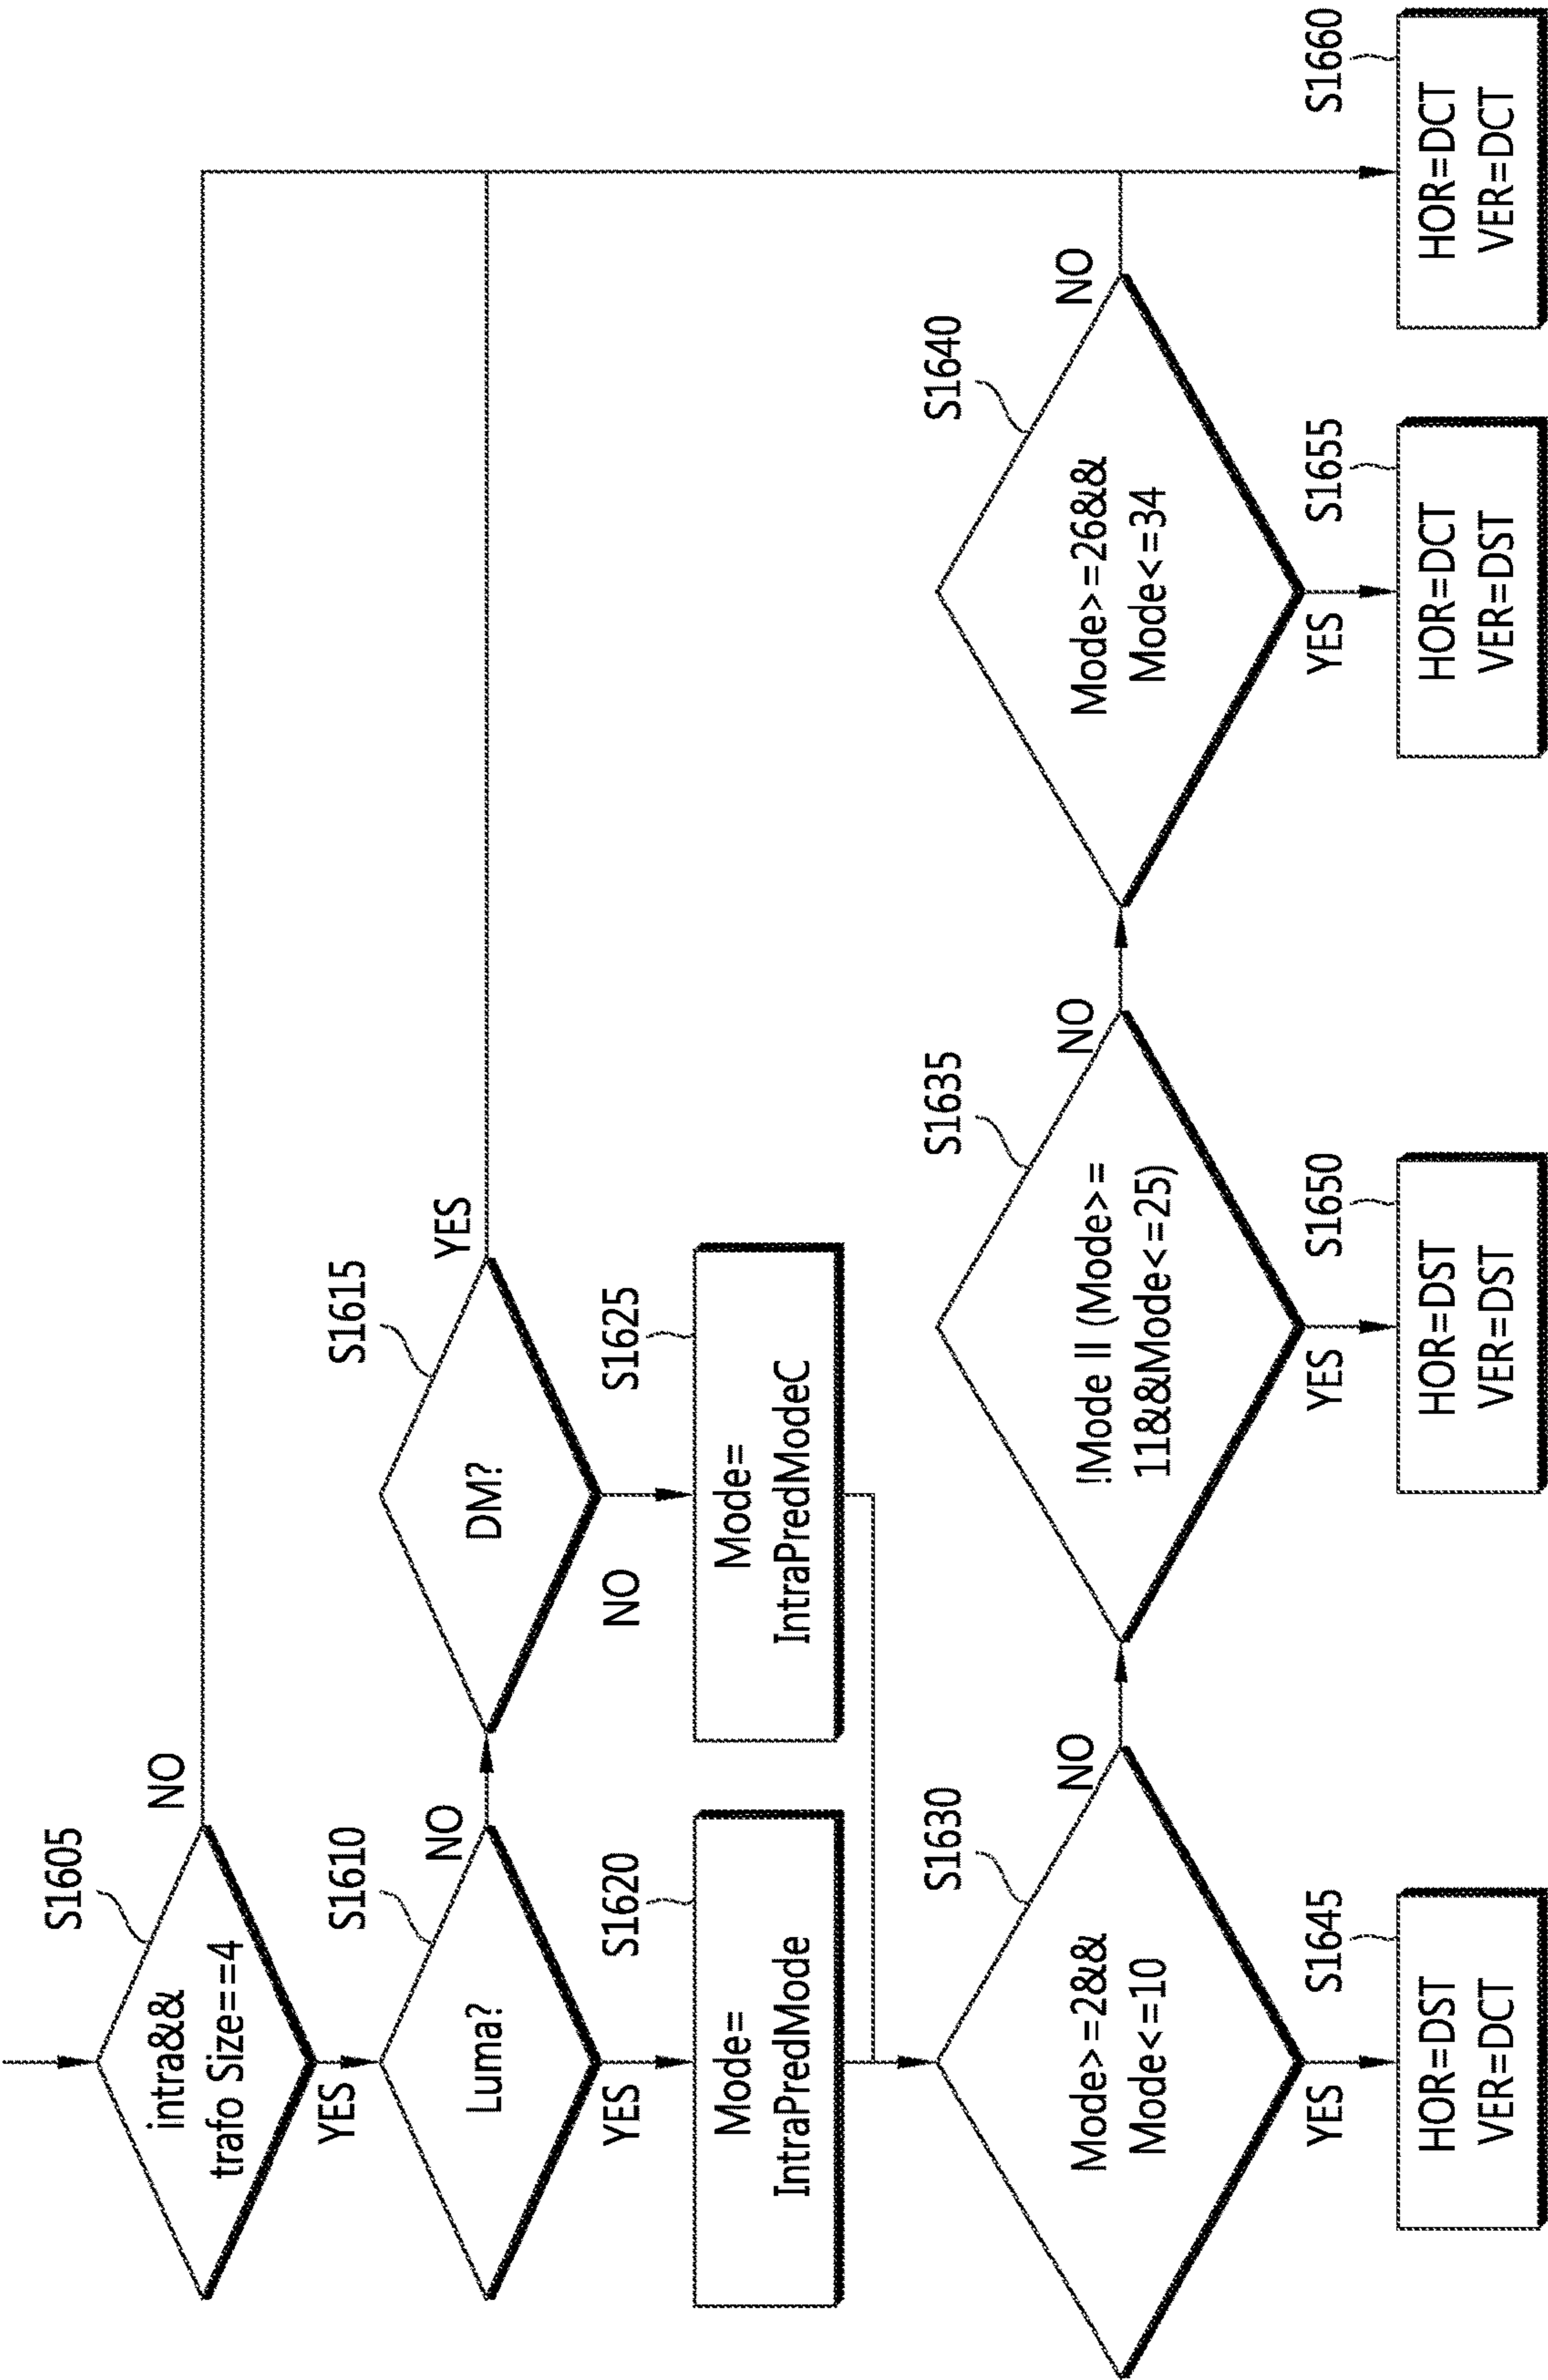 S1605
intra&&
trafo Size==4
NO
YES
S1610
Luma?
NO
YES
S1615
DM?
YES
NO
S1620
Mode=
IntraPredMode
S1625
Mode=
IntraPredModeC
S1630
Mode>=2&&
Mode<=10
NO
YES
S1635
!Mode || (Mode>=
11&&Mode<=25)
NO
YES
S1640
Mode>=26&&
Mode<=34
NO
YES
S1645
HOR=DST
VER=DCT
S1650
HOR=DST
VER=DST
S1655
HOR=DCT
VER=DST
S1660
HOR=DCT
VER=DCT